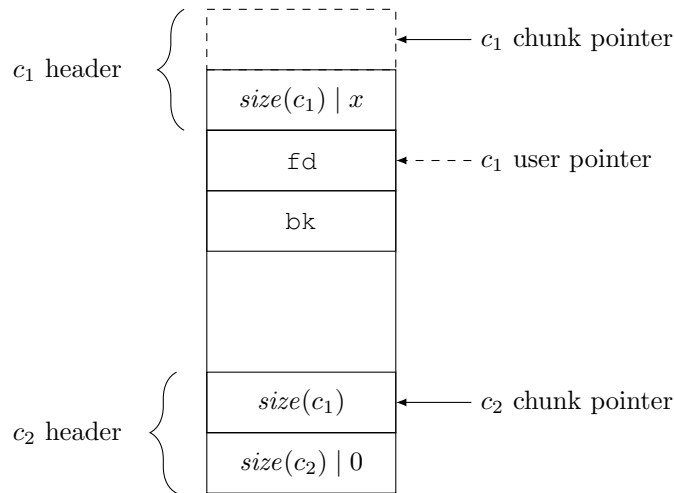 c₁ chunk pointer
c₁ header
size(c₁) | x
fd
c₁ user pointer
bk
size(c₁)
c₂ chunk pointer
c₂ header
size(c₂) | 0